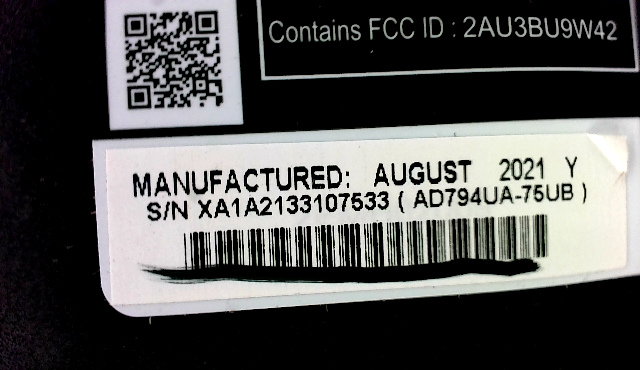 Contains FCC ID : 2AU3BU9W42
MANUFACTURED: AUGUST 2021 Y
S/N XA1A2133107533 ( AD794UA-75UB )